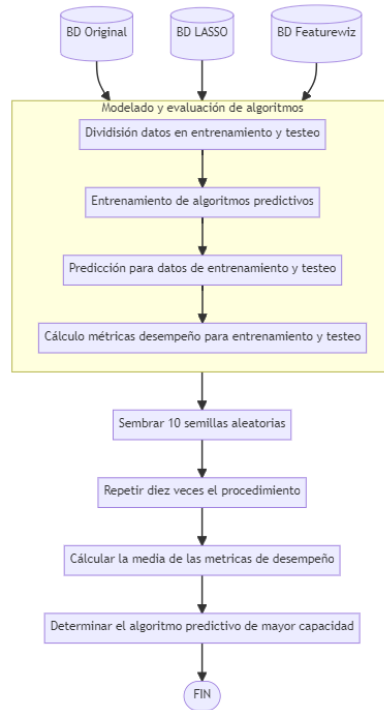 BD Original
BD LASSO
BD Featurewiz
Modelado y evaluación de algoritmos
Dividisión datos en entrenamiento y testeo
Entrenamiento de algoritmos predictivos
Predicción para datos de entrenamiento y testeo
Cálculo métricas desempeño para entrenamiento y testeo
Sembrar 10 semillas aleatorias
Repetir diez veces el procedimiento
Cálcular la media de las metricas de desempeño
Determinar el algoritmo predictivo de mayor capacidad
FIN